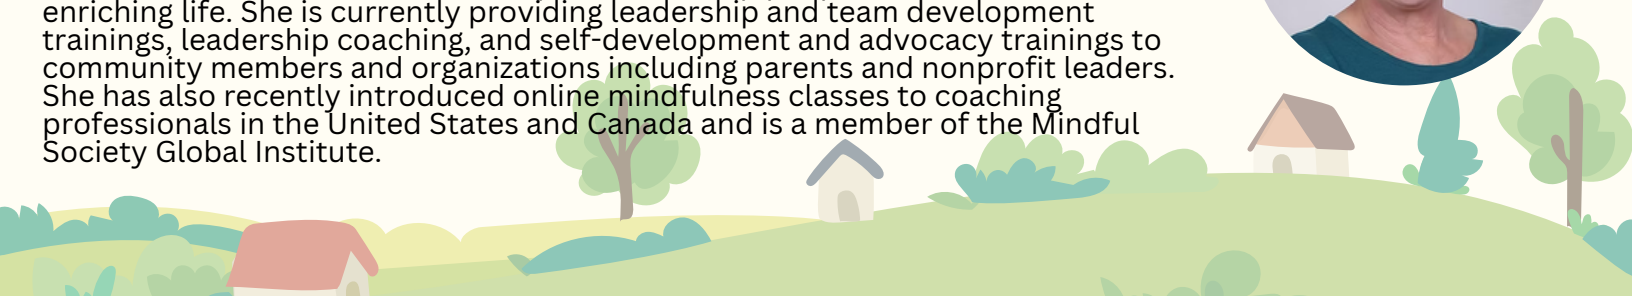 enriching life. She is currently providing leadership and team development
trainings, leadership coaching, and self-development and advocacy trainings to
community members and organizations including parents and nonprofit leaders.
She has also recently introduced online mindfulness classes to coaching
professionals in the United States and Canada and is a member of the Mindful
Society Global Institute.